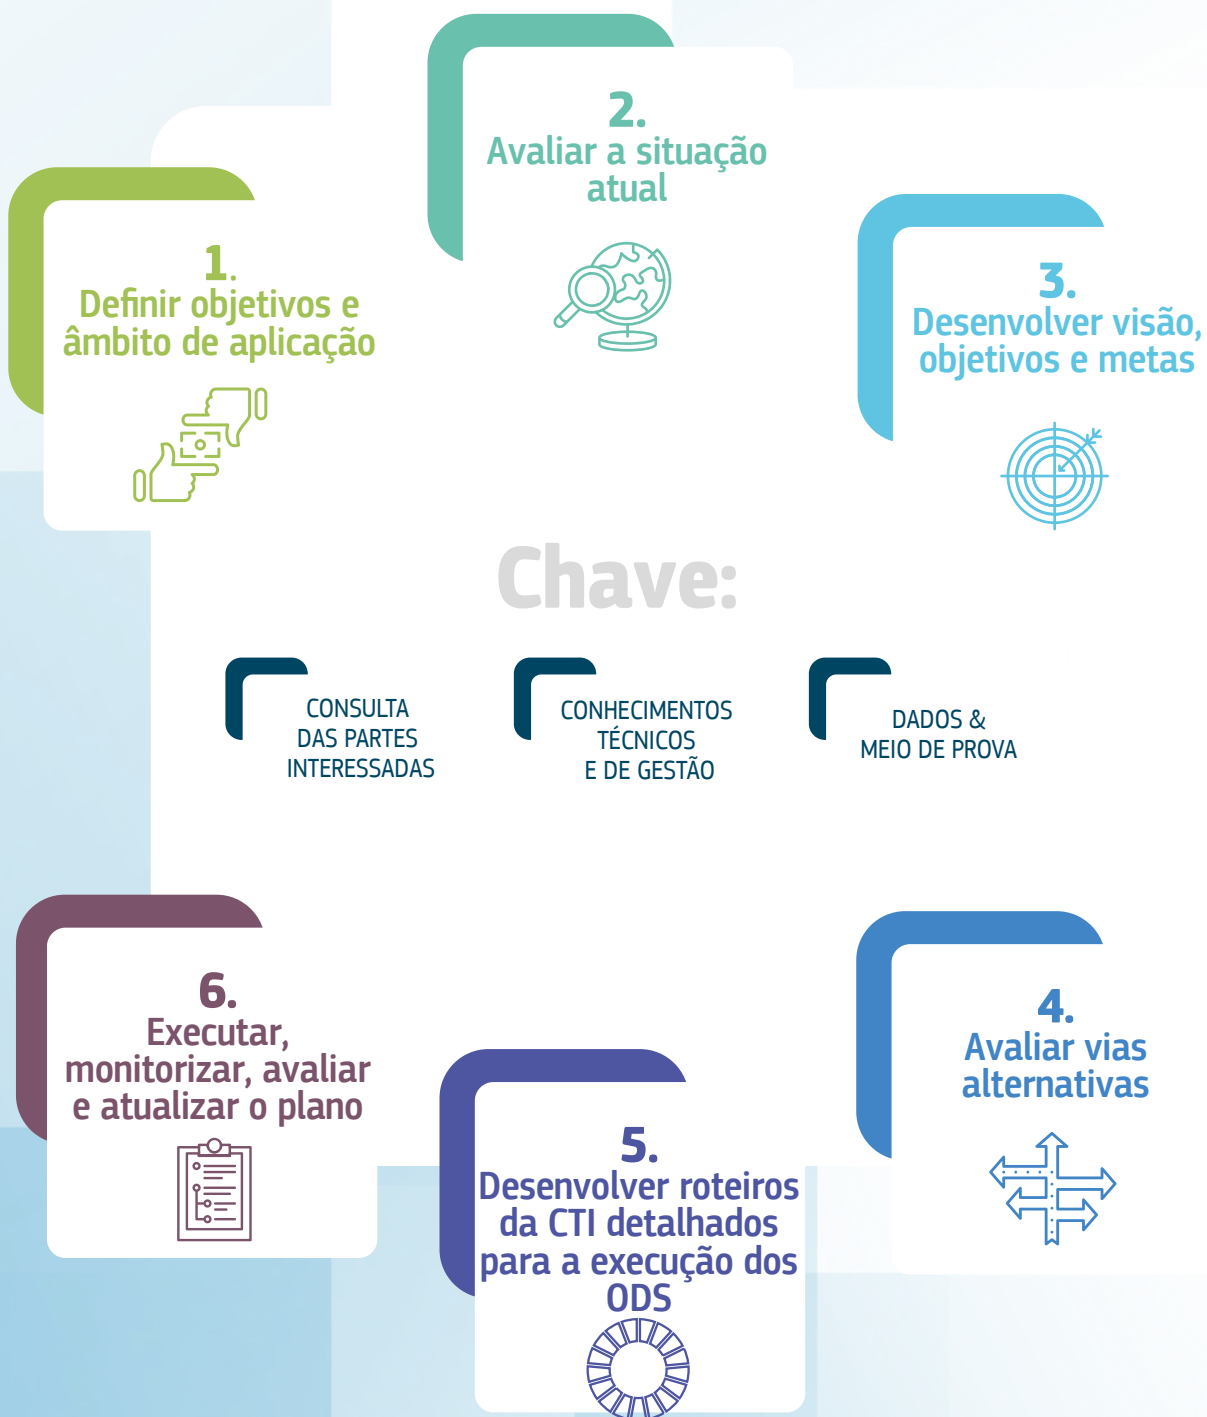 1.
Definir objetivos e
âmbito de aplicação
2.
Avaliar a situação
atual
3.
Desenvolver visão,
objetivos e metas
Chave:
CONSULTA
DAS PARTES
INTERESSADAS
CONHECIMENTOS
TÉCNICOS
E DE GESTÃO
DADOS &
MEIO DE PROVA
4.
Avaliar vias
alternativas
5.
Desenvolver roteiros
da CTI detalhados
para a execução dos
ODS
6.
Executar,
monitorizar, avaliar
e atualizar o plano